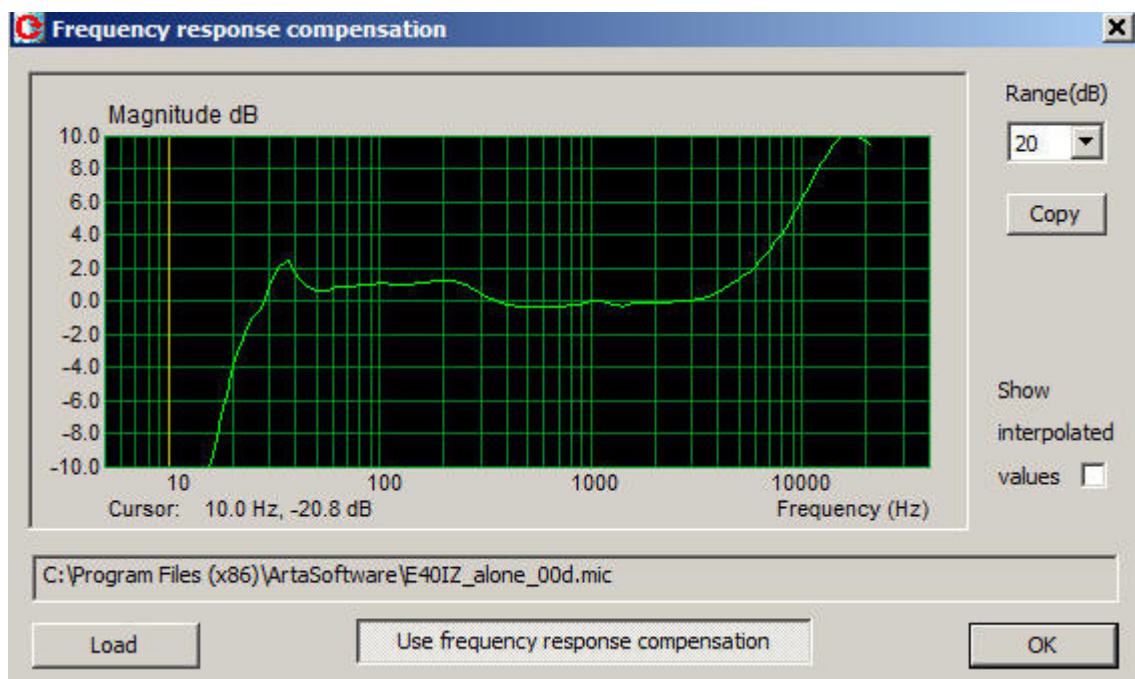 Frequency response compensation
Magnitude dB
10.0
8.0
6.0
4.0
2.0
0.0
-2.0
-4.0
-6.0
-8.0
-10.0
10 100 1000 10000
Cursor: 10.0 Hz, -20.8 dB Frequency (Hz)
Range(dB)
20
Copy
Show
interpolated
values
C:\Program Files (x86)\ArtaSoftware\E40IZ_alone_00d.mic
Load
Use frequency response compensation
OK